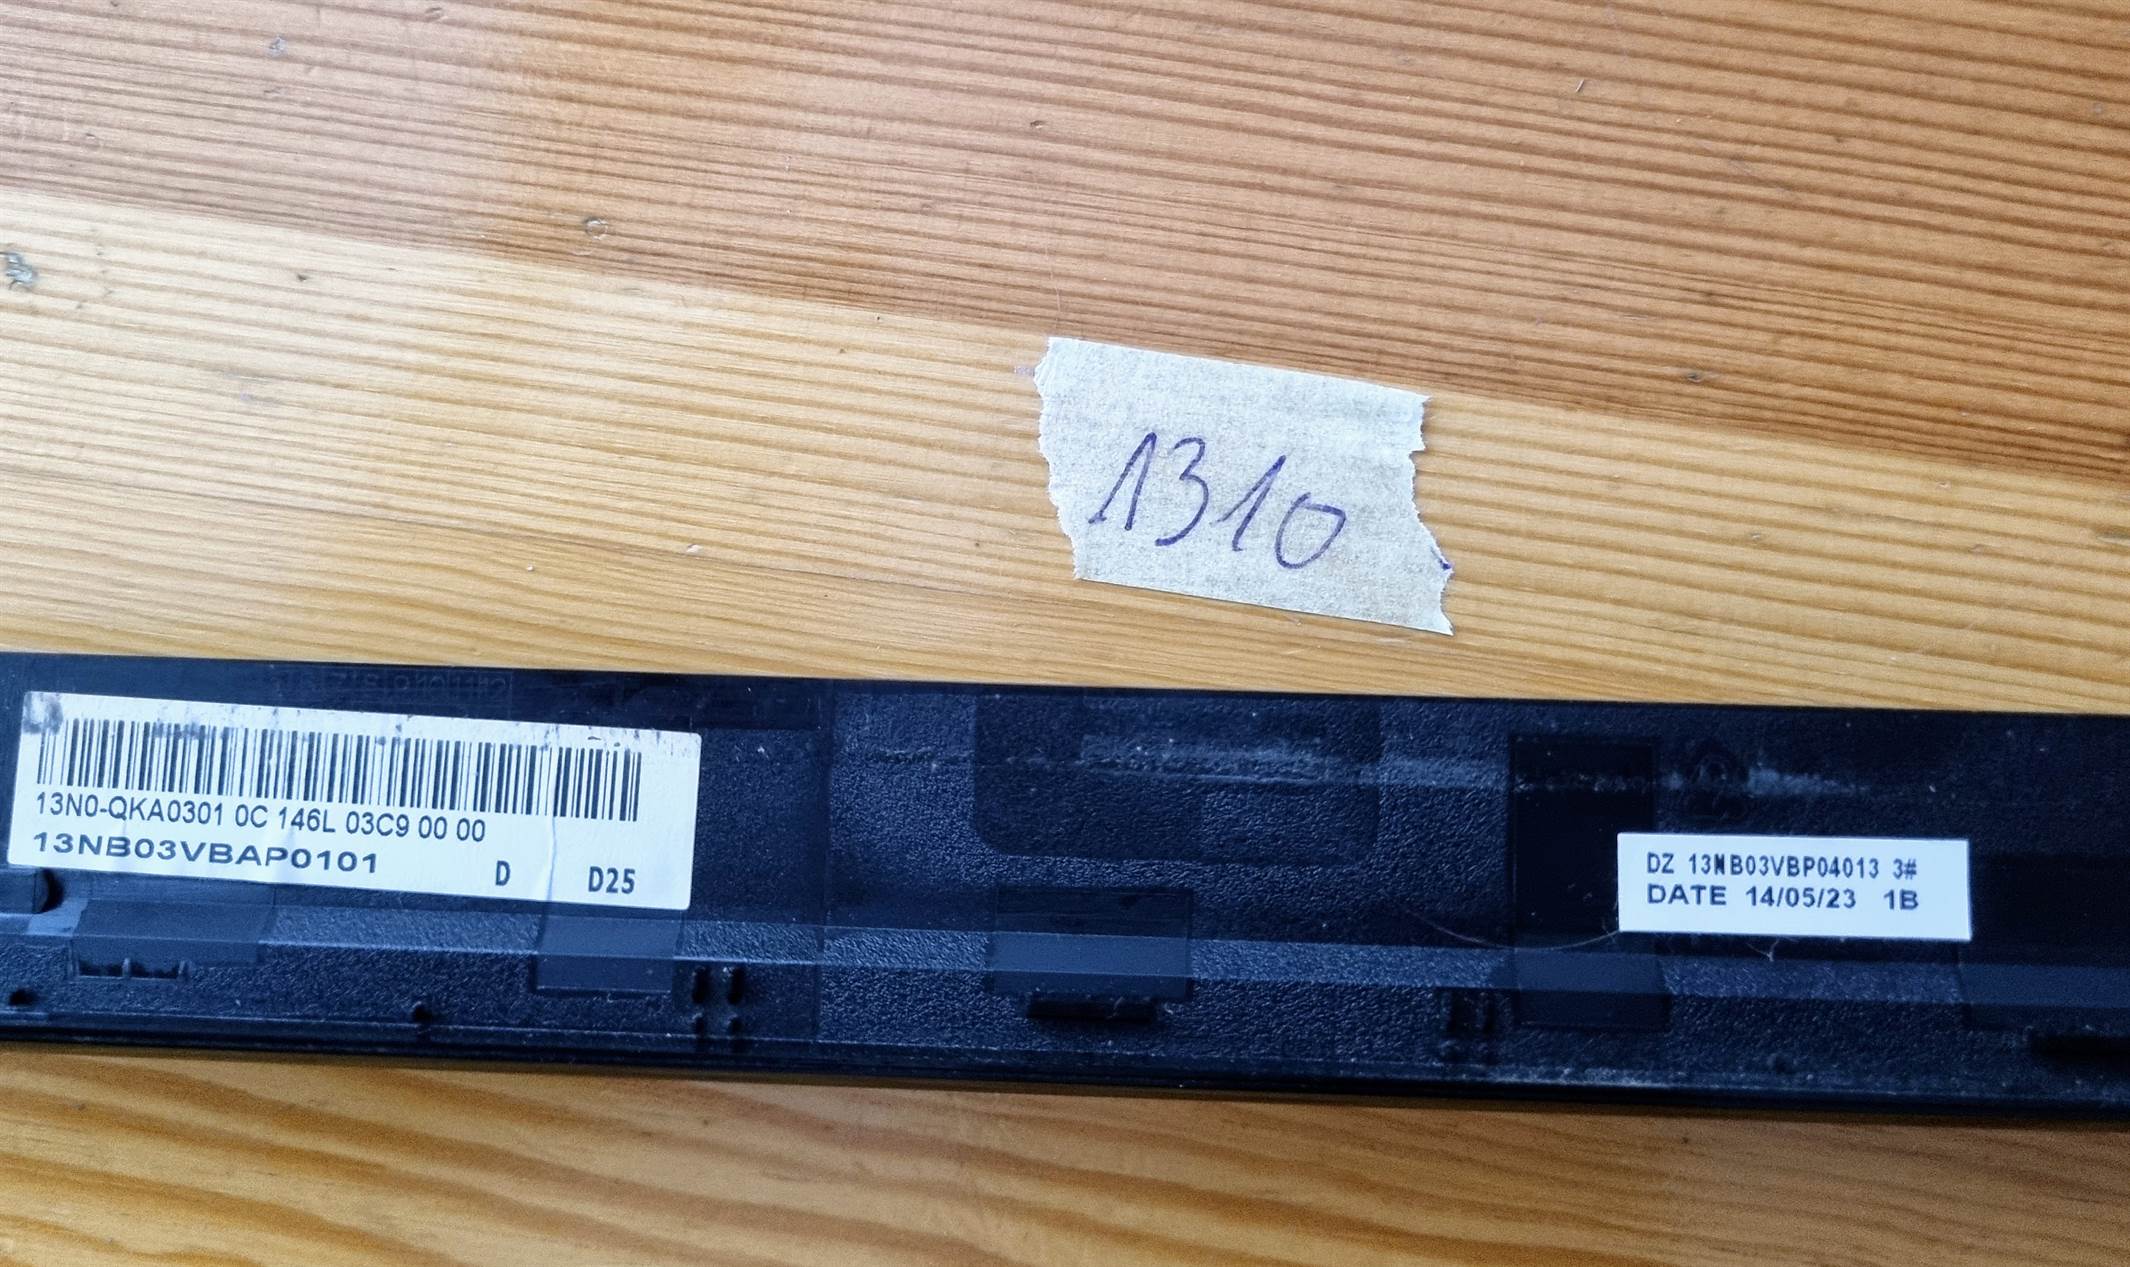 1310
13N0-QKA0301 0C 146L 03C9 00 00
13NB03VBAP0101 D D25
DZ 13NB03VBP04013 3#
DATE 14/05/23 1B